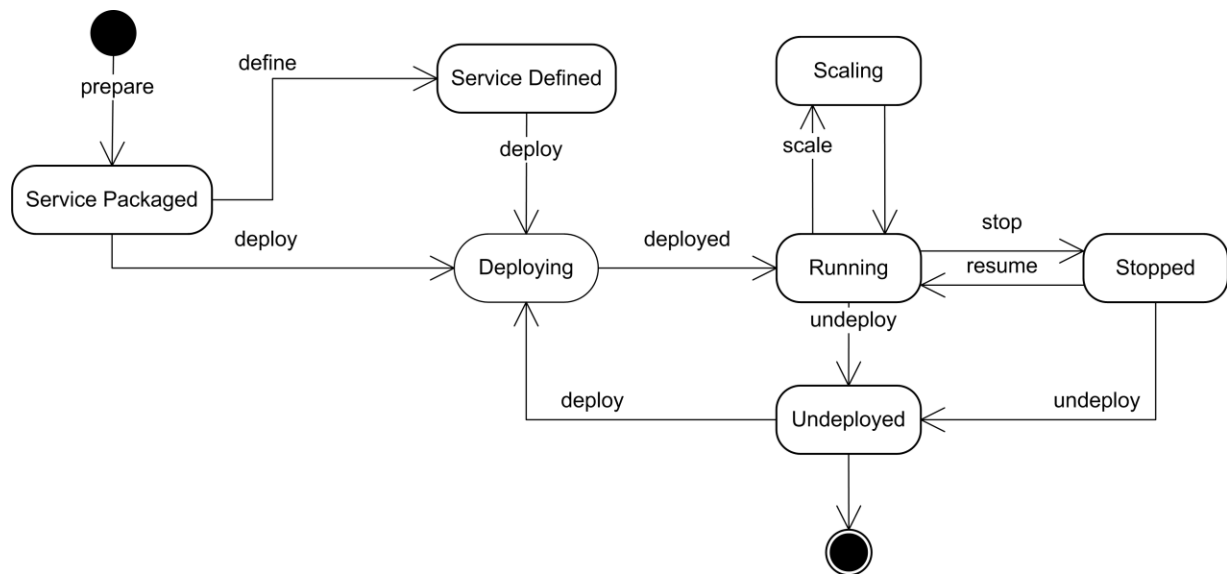 define
Service Defined
Scaling
prepare
deploy
scale
Service Packaged
deploy
deployed
stop
Deploying
Running
resume
Stopped
undeploy
deploy
Undeployed
undeploy